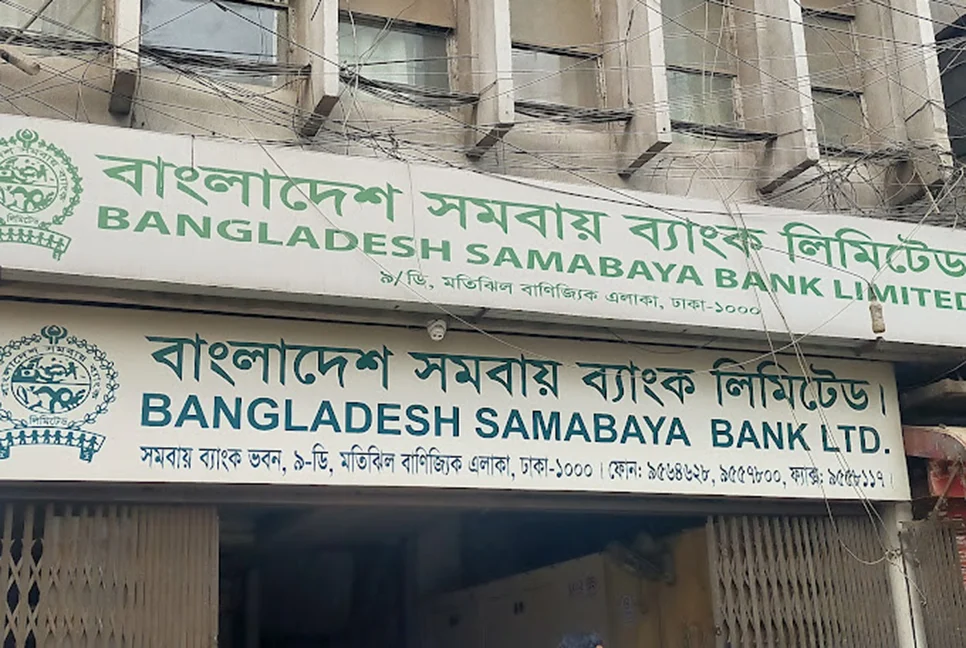 বাংলাদেশ সমবায় ব্যাংক লিমিটেড
BANGLADESH SAMABAYA BANK LIMITED
৯/ডি, মতিঝিল বাণিজ্যিক এলাকা, ঢাকা-১০০০
লিমিটেড
বাংলাদেশ সমবায় ব্যাংক লিমিটেড।
BANGLADESH SAMABAYA BANK LTD.
সমবায় ব্যাংক ভবন, ৯-ডি, মতিঝিল বাণিজ্যিক এলাকা, ঢাকা-১০০০। ফোন: ৯৫৬৪৬২৮, ৯৫৫৭৮০০, ফ্যাক্স: ৯৫৫৮১১৭।
বাংলাদেশ সমবায় ব্যাংক
লিমিটেড